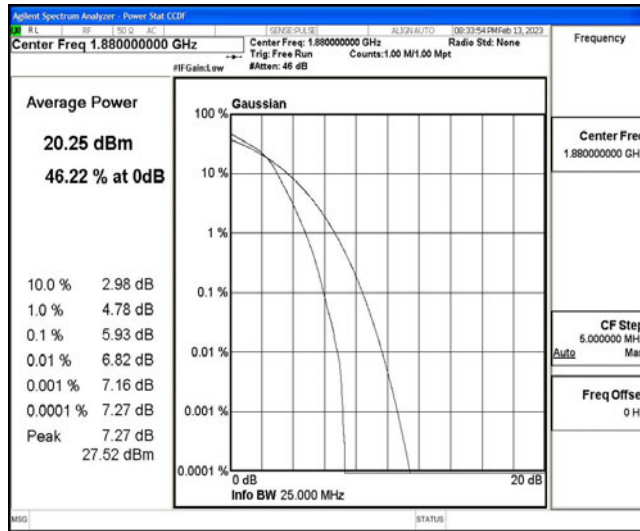 Agilent Spectrum Analyzer - Power Stat CCDF
RL RF 50 Ω AC SENSE:PULSE ALIGN AUTO 08:33:54 PM Feb 13, 2023
Center Freq 1.880000000 GHz
Center Freq: 1.880000000 GHz Radio Std: None
Trig: Free Run Counts:1.00 M/1.00 Mpt
#IFGain:Low #Atten: 46 dB
Frequency
Average Power
20.25 dBm
46.22 % at 0dB
10.0 % 2.98 dB
1.0 % 4.78 dB
0.1 % 5.93 dB
0.01 % 6.82 dB
0.001 % 7.16 dB
0.0001 % 7.27 dB
Peak 7.27 dB
27.52 dBm
Gaussian
100 %
10 %
1 %
0.1 %
0.01 %
0.001 %
0.0001 %
0 dB 20 dB
Info BW 25.000 MHz
Center Fre
1.880000000 GH
CF Step
5.000000 MH
Auto Ma
Freq Offse
0 H
MSG STATUS